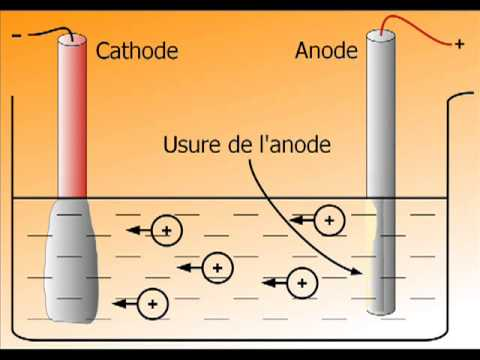 −
+
Cathode
Anode
Usure de l'anode
+
+
+
+
+